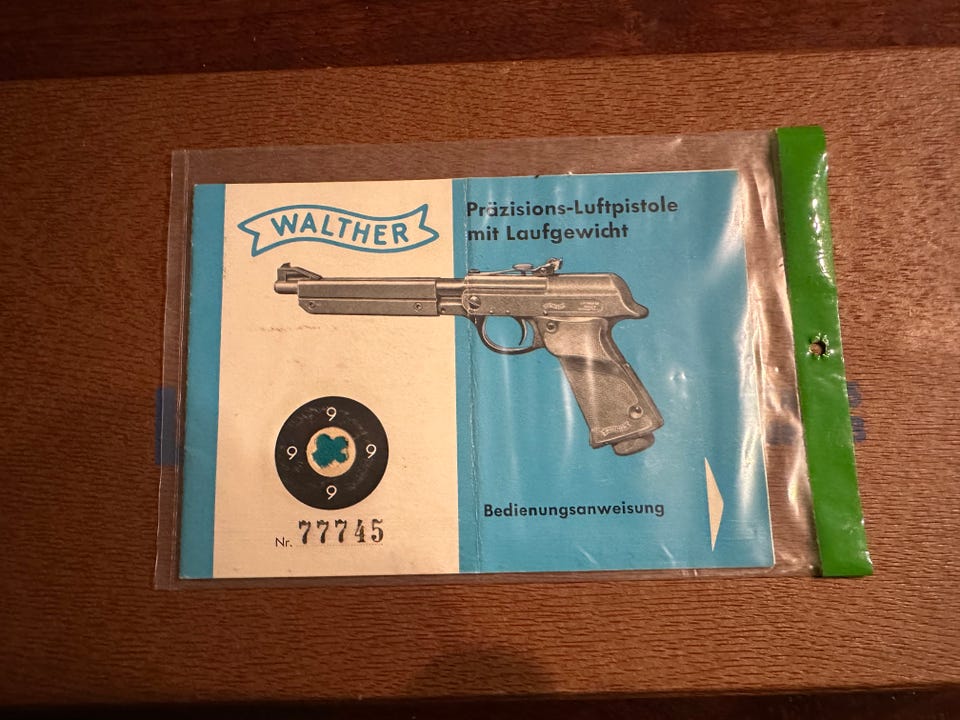 WALTHER
Präzisions-Luftpistole
mit Laufgewicht
9
9 9
9
Nr. 77745
Bedienungsanweisung